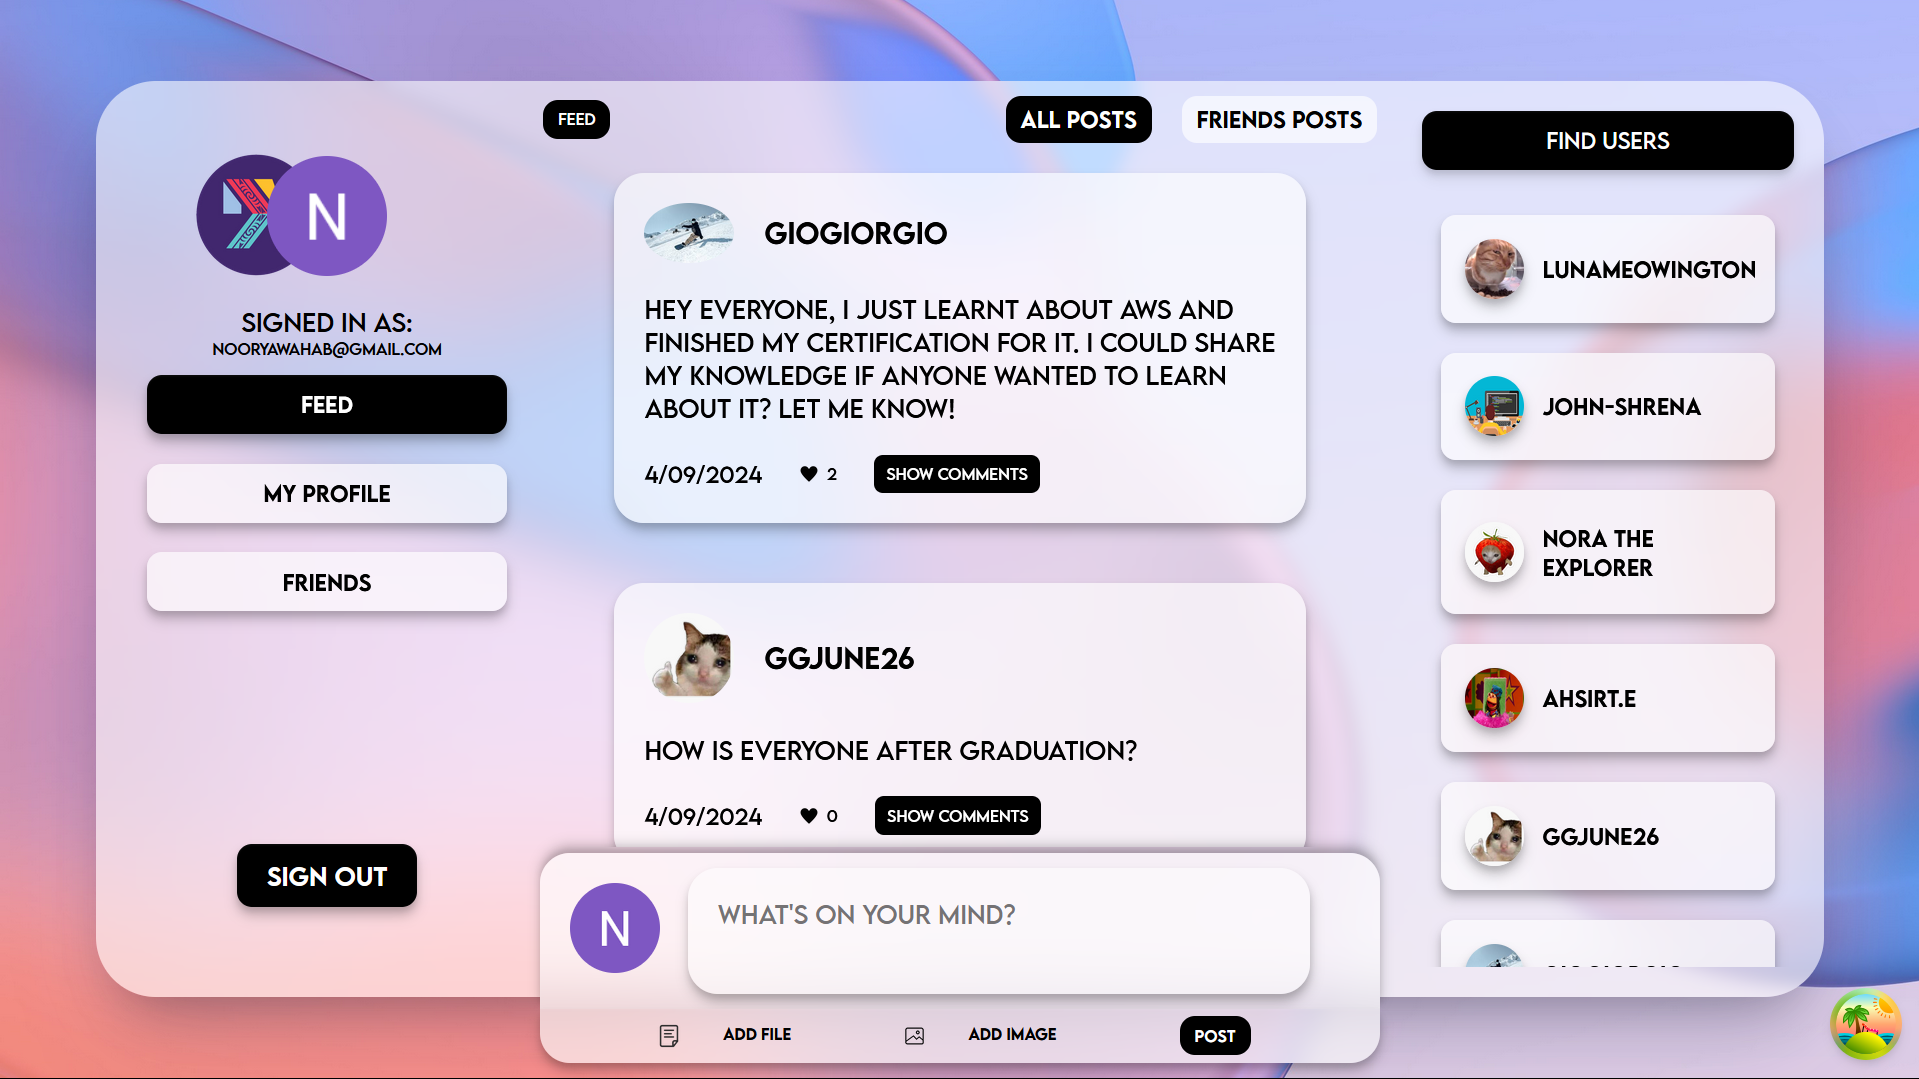 FEED
ALL POSTS
FRIENDS POSTS
FIND USERS
N
SIGNED IN AS:
NOORYAWAHAB@GMAIL.COM
FEED
MY PROFILE
FRIENDS
SIGN OUT
GIOGIORGIO
HEY EVERYONE, I JUST LEARNT ABOUT AWS AND
FINISHED MY CERTIFICATION FOR IT. I COULD SHARE
MY KNOWLEDGE IF ANYONE WANTED TO LEARN
ABOUT IT? LET ME KNOW!
4/09/2024
2
SHOW COMMENTS
GGJUNE26
HOW IS EVERYONE AFTER GRADUATION?
4/09/2024
0
SHOW COMMENTS
N
WHAT'S ON YOUR MIND?
ADD FILE
ADD IMAGE
POST
LUNAMEOWINGTON
JOHN-SHRENA
NORA THE
EXPLORER
AHSIRT.E
GGJUNE26